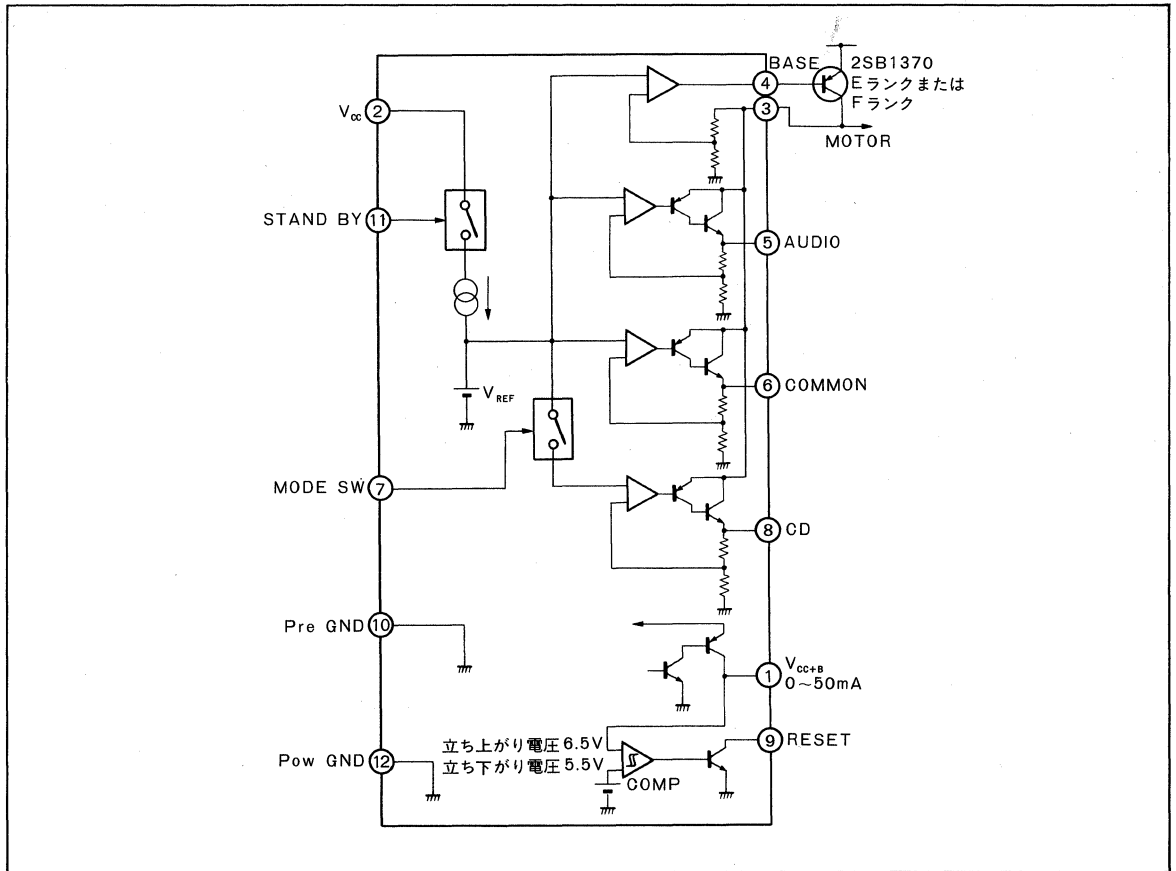 BASE
2SB1370
Eランクまたは
Fランク
4
3
MOTOR
Vcc
2
STAND BY
11
5
AUDIO
6
COMMON
VREF
MODE SW
7
8
CD
Pre GND
10
1
VCC+B
0~50mA
立ち上がり電圧6.5V
立ち下がり電圧5.5V
COMP
9
RESET
Pow GND
12